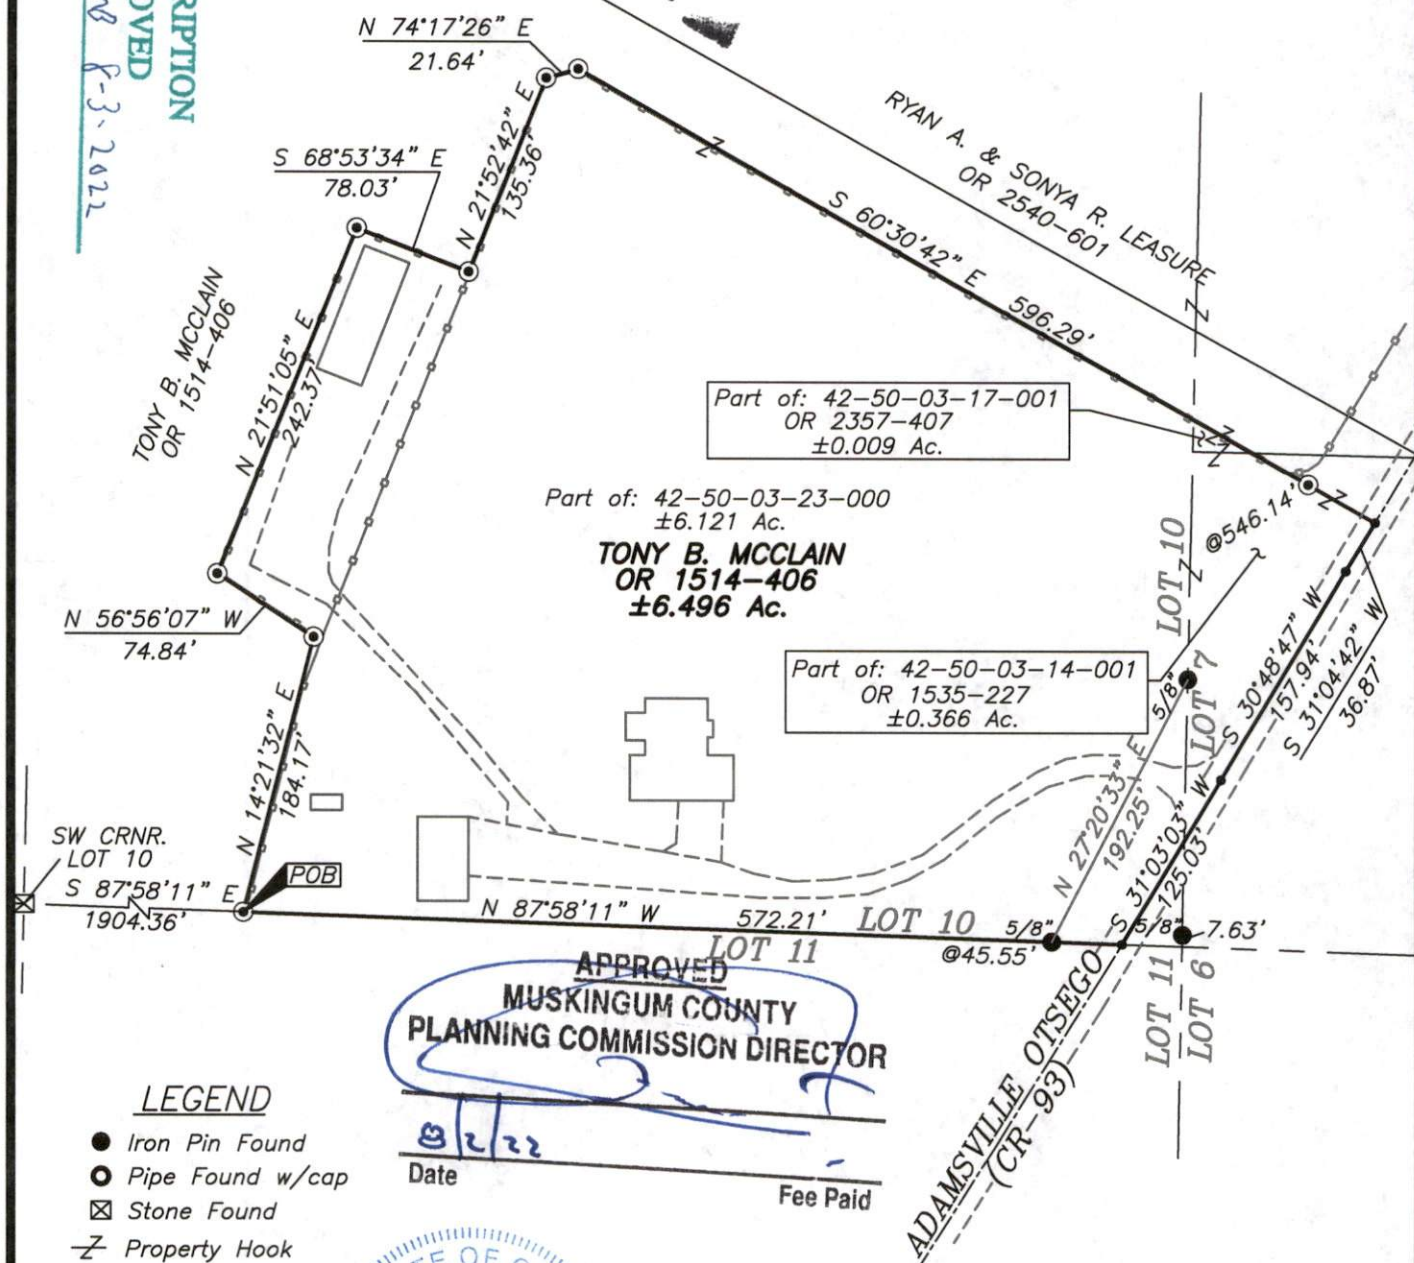 RIPTION
OVED
8-3-2022
N 74°17'26" E
21.64'
S 68°53'34" E
78.03'
N 21°52'42" E
135.36'
RYAN A. & SONYA R. LEASURE
OR 2540-601
S 60°30'42" E 596.29'
TONY B. MCCLAIN
OR 1514-406
N 21°51'05" E
242.37'
Part of: 42-50-03-17-001
OR 2357-407
±0.009 Ac.
Part of: 42-50-03-23-000
±6.121 Ac.
TONY B. MCCLAIN
OR 1514-406
±6.496 Ac.
@546.14'
LOT 10
LOT 7
N 56°56'07" W
74.84'
Part of: 42-50-03-14-001
OR 1535-227
±0.366 Ac.
5/8"
S 30°48'47" W
157.94'
S 31°04'42" W
36.87'
N 14°21'32" E
184.17'
N 27°20'33" E
192.25'
S 31°03'03" W
125.03'
SW CRNR.
LOT 10
S 87°58'11" E
1904.36'
POB
N 87°58'11" W 572.21' LOT 10
LOT 11
5/8"
@45.55'
5/8"
7.63'
LOT 11
LOT 6
ADAMSVILLE OTSEGO
(CR-93)
APPROVED
MUSKINGUM COUNTY
PLANNING COMMISSION DIRECTOR
8/2/22
Date
Fee Paid
LEGEND
Iron Pin Found
Pipe Found w/cap
Stone Found
Property Hook
TE OF O